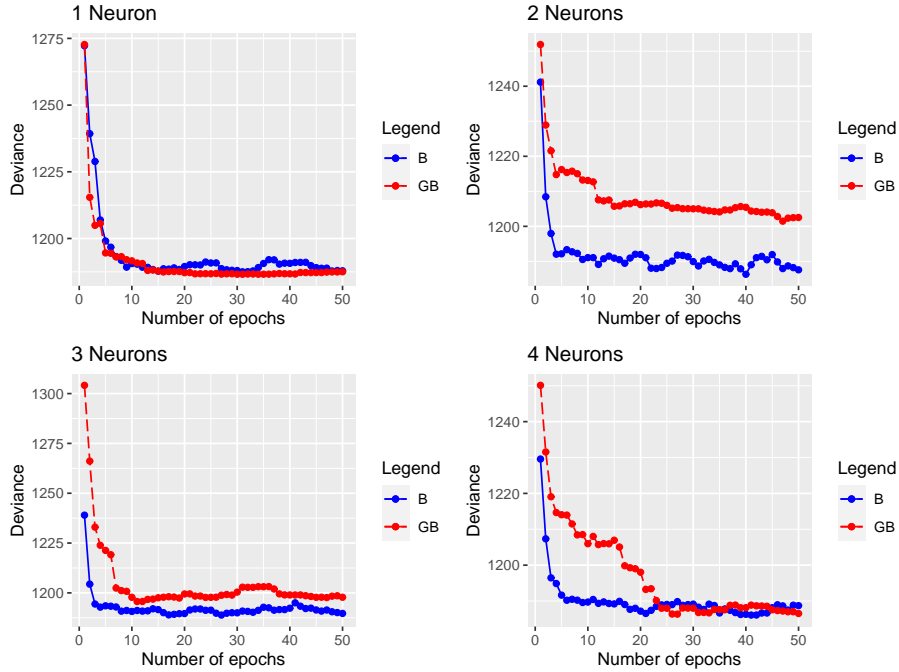 1 Neuron
1275
1250
1225
1200
0 10 20 30 40 50
Number of epochs
Deviance
Legend
B
GB
2 Neurons
1240
1220
1200
0 10 20 30 40 50
Number of epochs
Deviance
Legend
B
GB
3 Neurons
1300
1275
1250
1225
1200
0 10 20 30 40 50
Number of epochs
Deviance
Legend
B
GB
4 Neurons
1240
1220
1200
0 10 20 30 40 50
Number of epochs
Deviance
Legend
B
GB